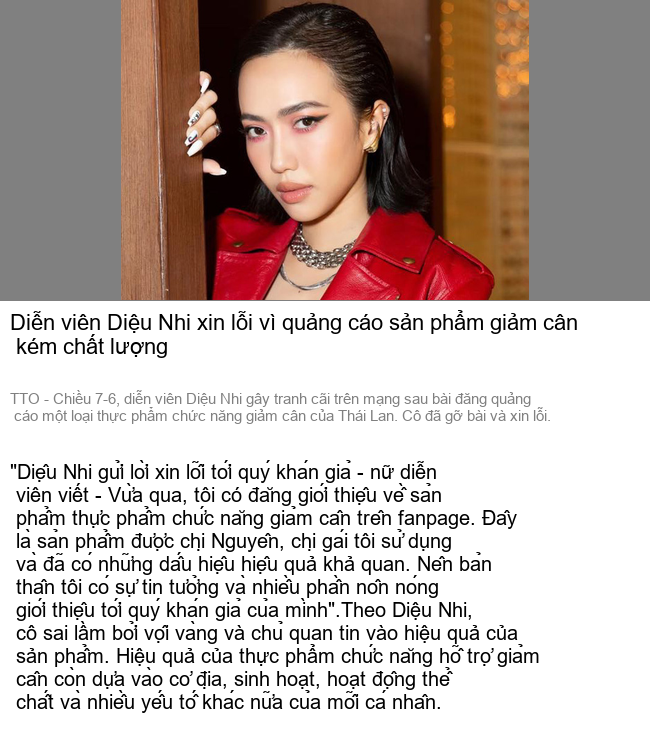 Diễn viên Diệu Nhi xin lỗi vì quảng cáo sản phẩm giảm cân
kém chất lượng
TTO - Chiều 7-6, diễn viên Diệu Nhi gây tranh cãi trên mạng sau bài đăng quảng
cáo một loại thực phẩm chức năng giảm cân của Thái Lan. Cô đã gỡ bài và xin lỗi.
"Diệu Nhi gửi lời xin lỗi tới quý khán giả - nữ diễn
viên viết - Vừa qua, tôi có đăng giới thiệu về sản
phẩm thực phẩm chức năng giảm cân trên fanpage. Đây
là sản phẩm được chị Nguyên, chị gái tôi sử dụng
và đã có những dấu hiệu hiệu quả khả quan. Nên bản
thân tôi có sự tin tưởng và nhiều phần nôn nóng
giới thiệu tới quý khán giả của mình".Theo Diệu Nhi,
cô sai lầm bởi vội vàng và chủ quan tin vào hiệu quả của
sản phẩm. Hiệu quả của thực phẩm chức năng hỗ trợ giảm
cân còn dựa vào cơ địa, sinh hoạt, hoạt động thể
chất và nhiều yếu tố khác nữa của mỗi cá nhân.